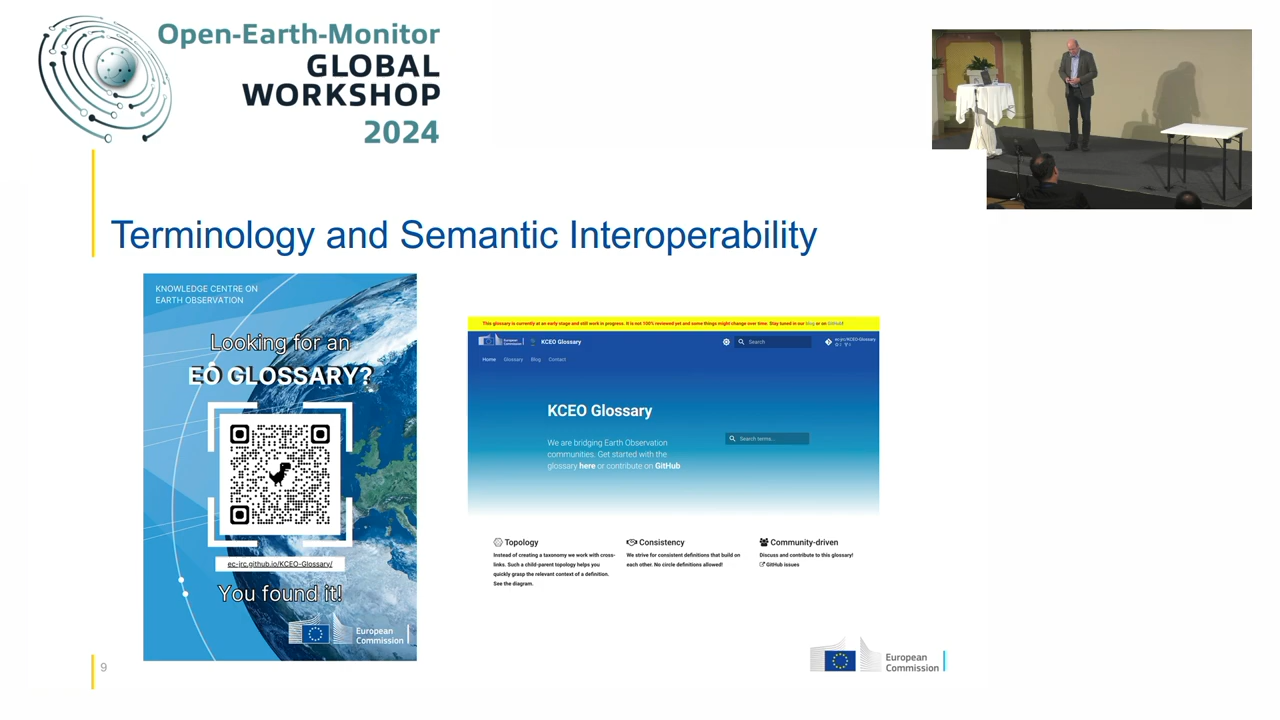 Open-Earth-Monitor
GLOBAL
WORKSHOP
2024
Terminology and Semantic Interoperability
KNOWLEDGE CENTRE ON
EARTH OBSERVATION
Looking for an
EO GLOSSARY?
ec-jrc.github.io/KCEO-Glossary/
You found it!
European
Commission
This glossary is currently at an early stage and still work in progress. It is not 100% reviewed yet and some things might change over time. Stay tuned in our blog or on GitHub!
European
Commission
KCEO Glossary
Search
ec-jrc/KCEO-Glossary
Home Glossary Blog Contact
KCEO Glossary
We are bridging Earth Observation
communities. Get started with the
glossary here or contribute on GitHub
Search terms...
Topology
Instead of creating a taxonomy we work with cross-
links. Such a child-parent topology helps you
quickly grasp the relevant context of a definition.
See the diagram.
Consistency
We strive for consistent definitions that build on
each other. No circle definitions allowed!
Community-driven
Discuss and contribute to this glossary!
GitHub Issues
9
European
Commission